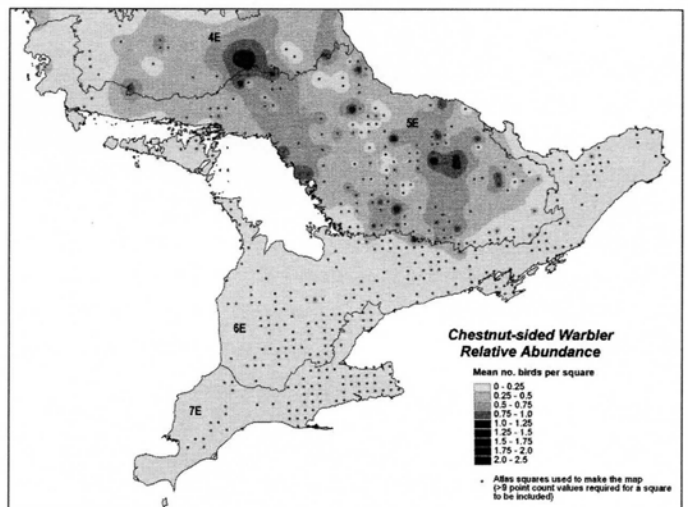 4E
5E
6E
7E
Chestnut-sided Warbler
Relative Abundance
Mean no. birds per square
0 - 0.25
0.25 - 0.5
0.5 - 0.75
0.75 - 1.0
1.0 - 1.25
1.25 - 1.5
1.5 - 1.75
1.75 - 2.0
2.0 - 2.5
Atlas squares used to make the map
(>9 point count values required for a square
to be included)